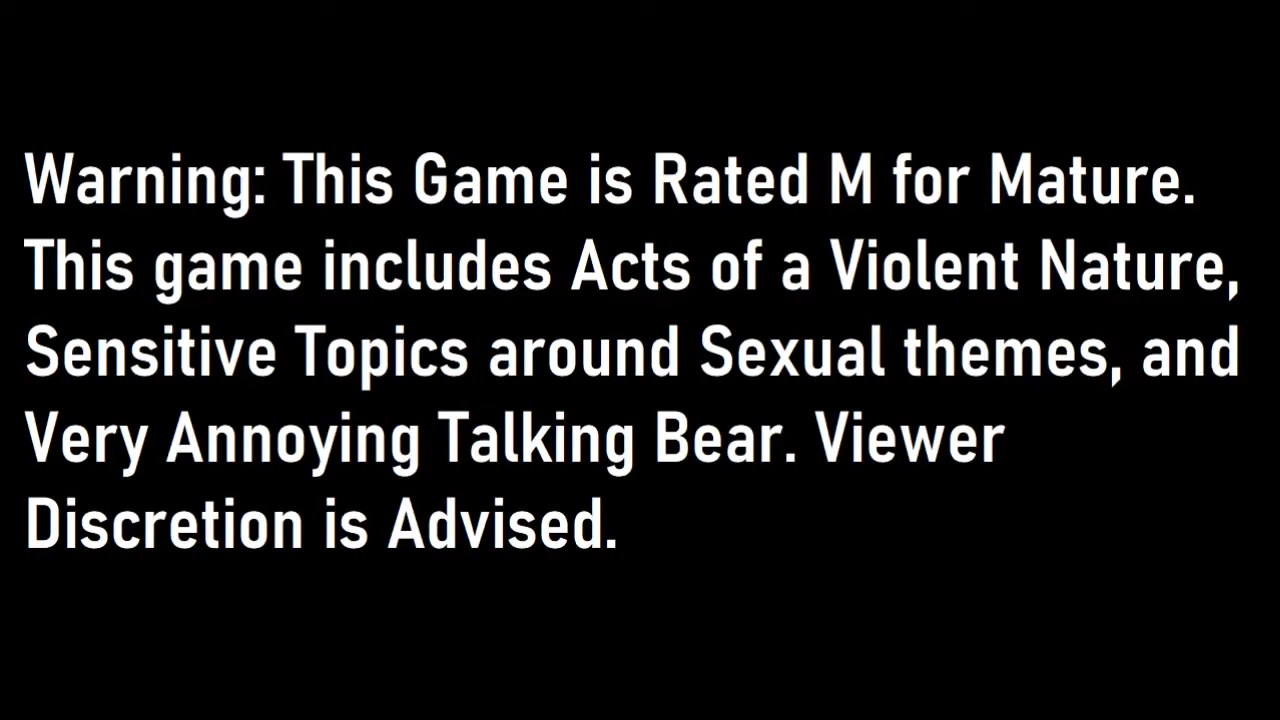 Warning: This Game is Rated M for Mature.
This game includes Acts of a Violent Nature,
Sensitive Topics around Sexual themes, and
Very Annoying Talking Bear. Viewer
Discretion is Advised.